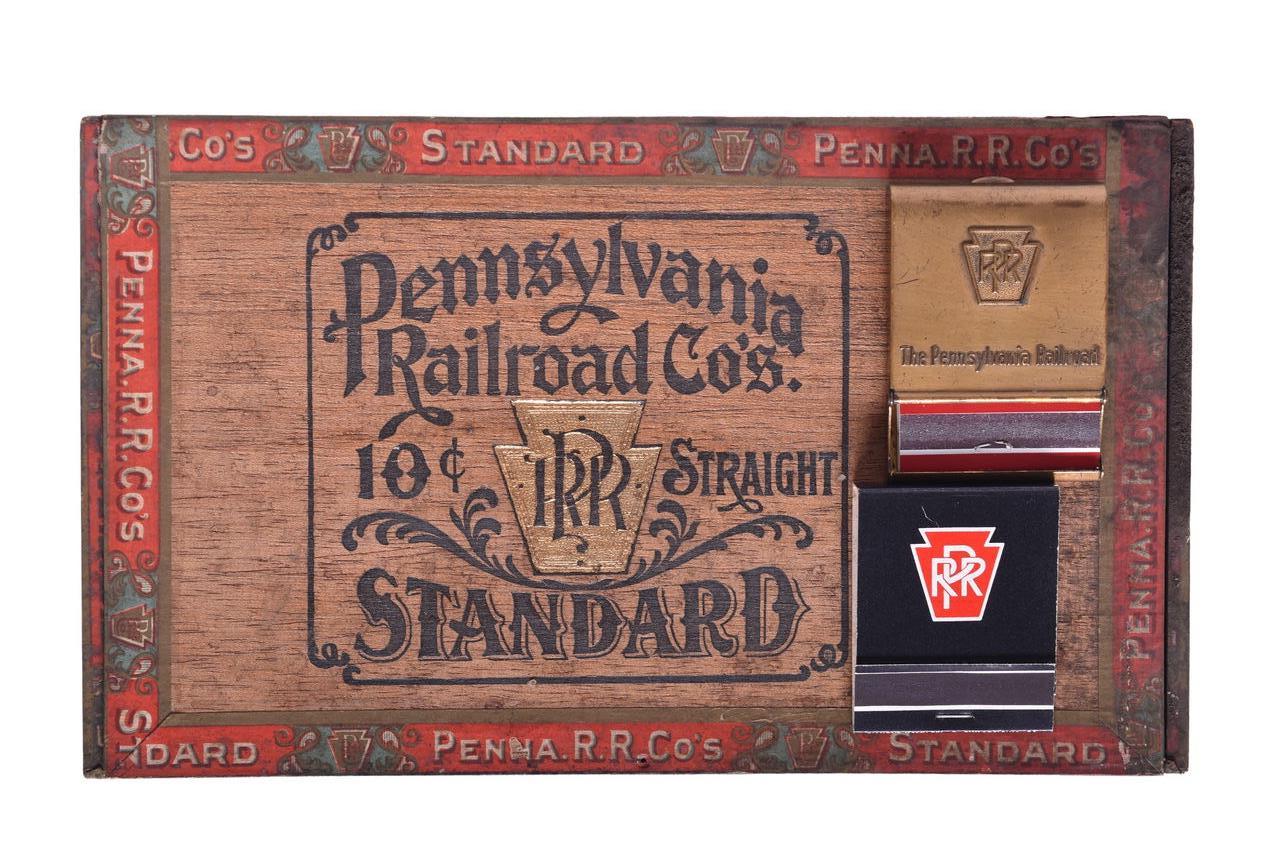 Co's STANDARD PENNA.R.R.Co's
PENNA.R.R.Co's
STANDARD
Pennsylvania
Railroad Co's.
10¢ PRR STRAIGHT
STANDARD
PRR
The Pennsylvania Railroad
PRR
PENNA.R.R.Co's
DARD PENNA.R.R.Co's STANDARD